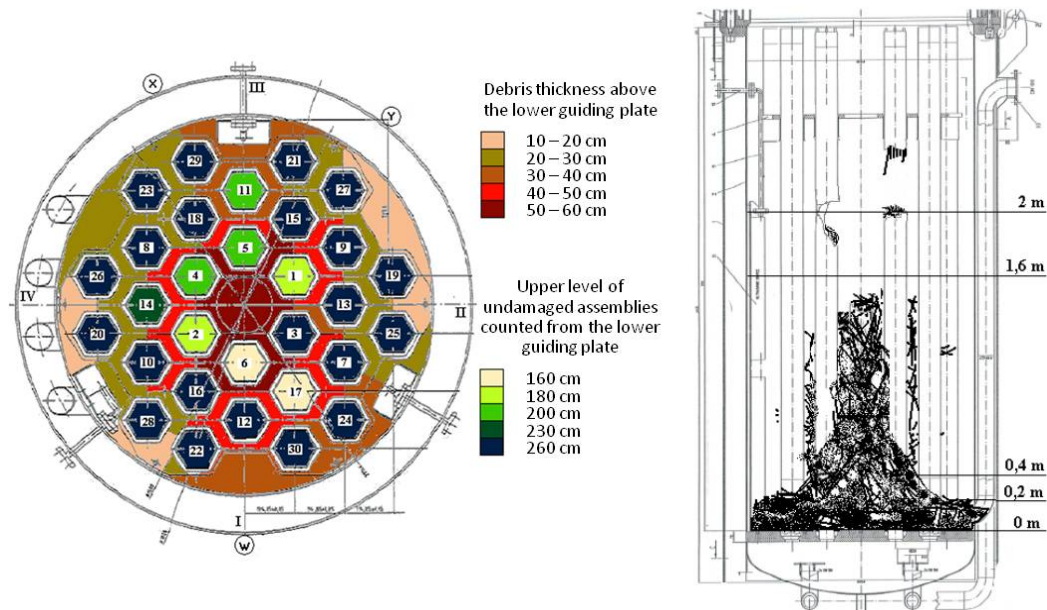 Debris thickness above
the lower guiding plate
10 – 20 cm
20 – 30 cm
30 – 40 cm
40 – 50 cm
50 – 60 cm
Upper level of
undamaged assemblies
counted from the lower
guiding plate
160 cm
180 cm
200 cm
230 cm
260 cm
X
III
Y
29
21
23
11
27
18
15
8
5
9
26
4
1
19
IV
14
13
II
20
2
3
25
10
6
7
16
17
28
12
24
22
30
I
W
2 m
1,6 m
0,4 m
0,2 m
0 m